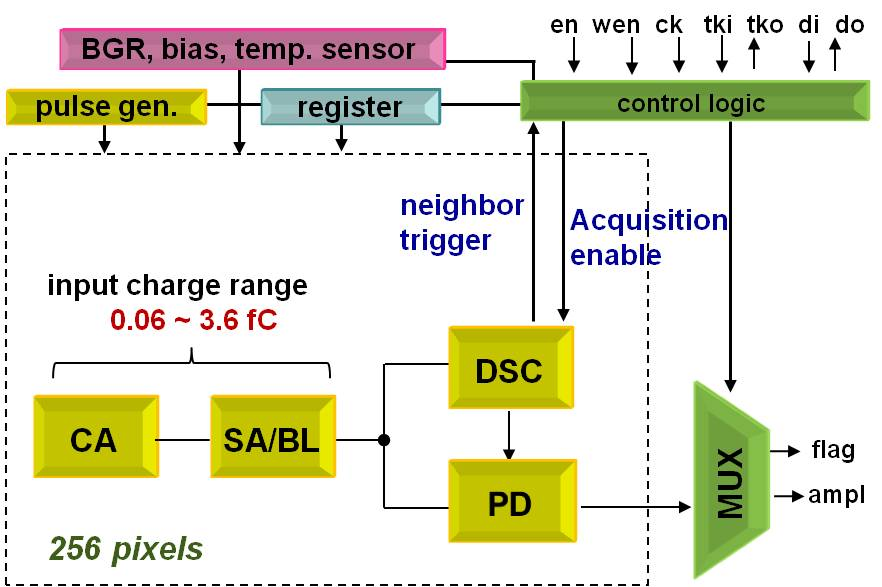 en wen ck tki tko di do
BGR, bias, temp. sensor
pulse gen.
register
control logic
neighbor
trigger
Acquisition
enable
input charge range
0.06 ~ 3.6 fC
DSC
CA
SA/BL
PD
MUX
flag
ampl
256 pixels